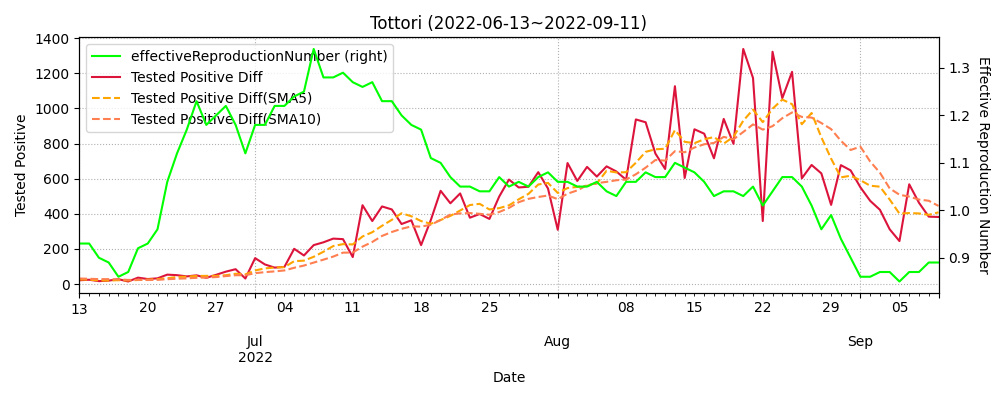 Tottori (2022-06-13~2022-09-11)
effectiveReproductionNumber (right)
Tested Positive Diff
Tested Positive Diff(SMA5)
Tested Positive Diff(SMA10)
Tested Positive
1400
1200
1000
800
600
400
200
0
1.3
1.2
1.1
1.0
0.9
Effective Reproduction Number
13 20 27 04 11 18 25 08 15 22 29 05
Jul Aug Sep
2022
Date